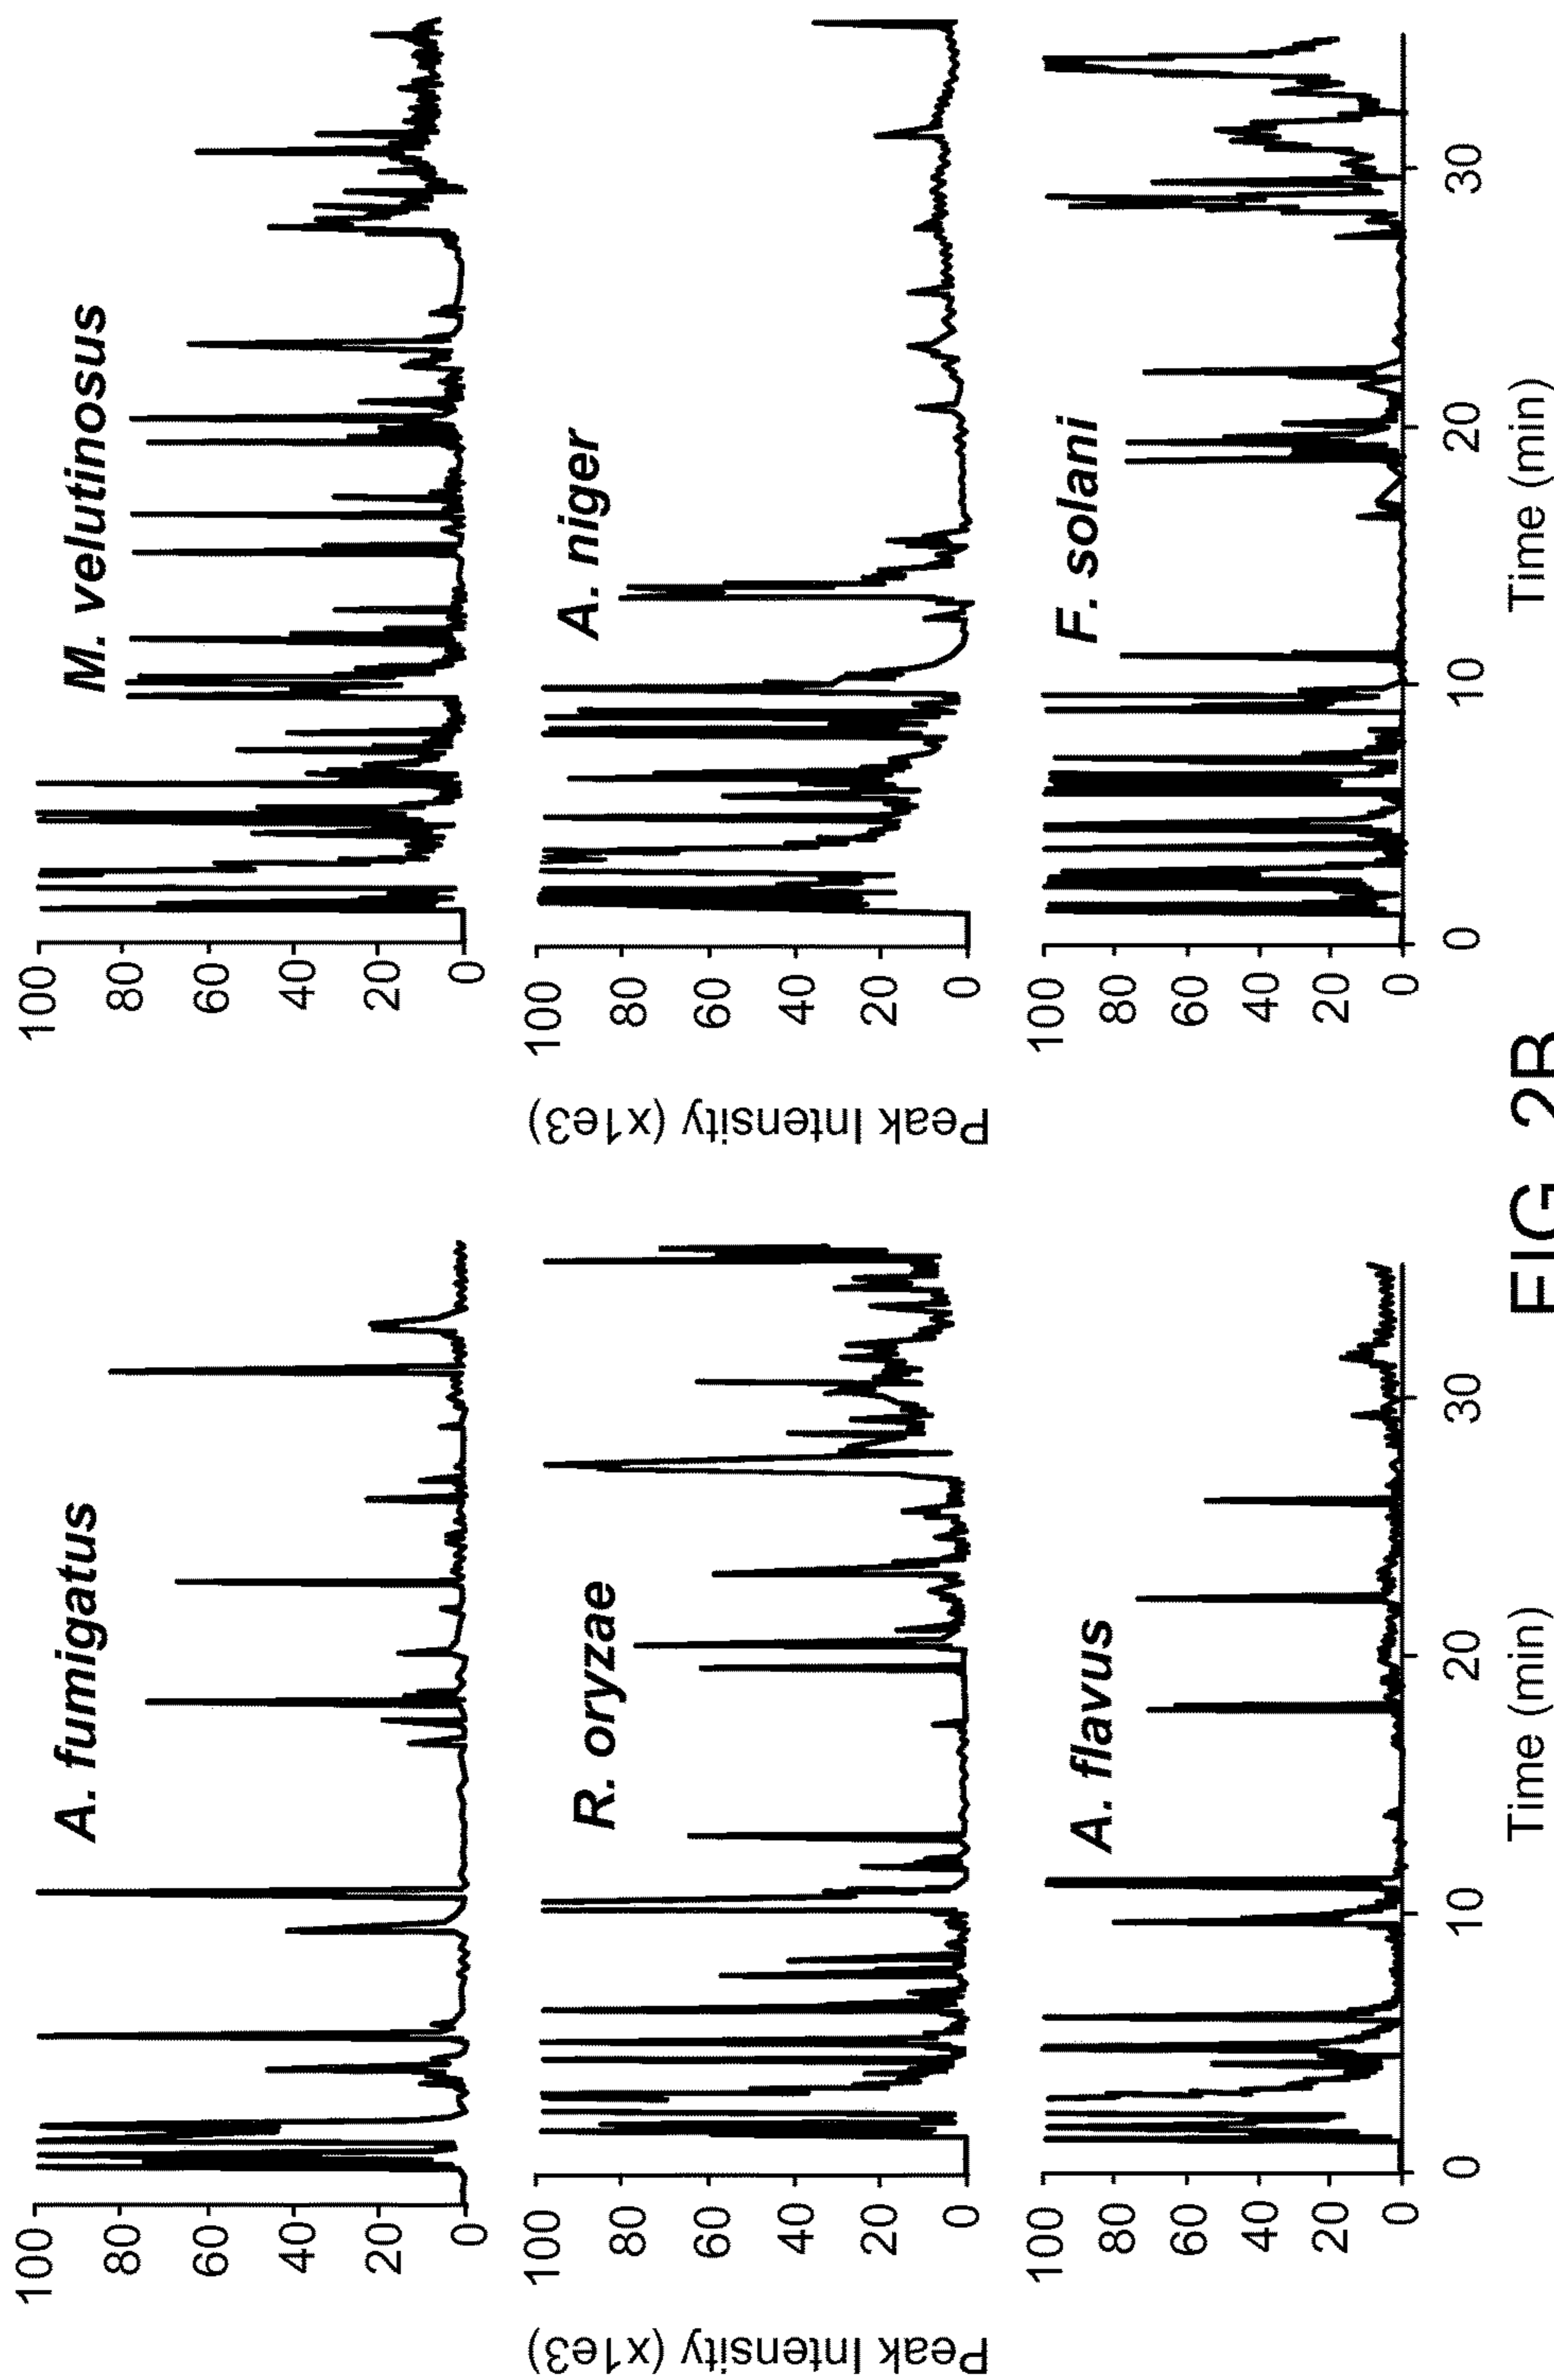 A. fumigatus
100
80
60
40
20
0
M. velutinosus
100
80
60
40
20
0
R. oryzae
100
80
60
40
20
0
Peak Intensity (x1e3)
A. niger
100
80
60
40
20
0
Peak Intensity (x1e3)
A. flavus
100
80
60
40
20
0
0 10 20 30
Time (min)
F. solani
100
80
60
40
20
0
0 10 20 30
Time (min)
FIG. 2B